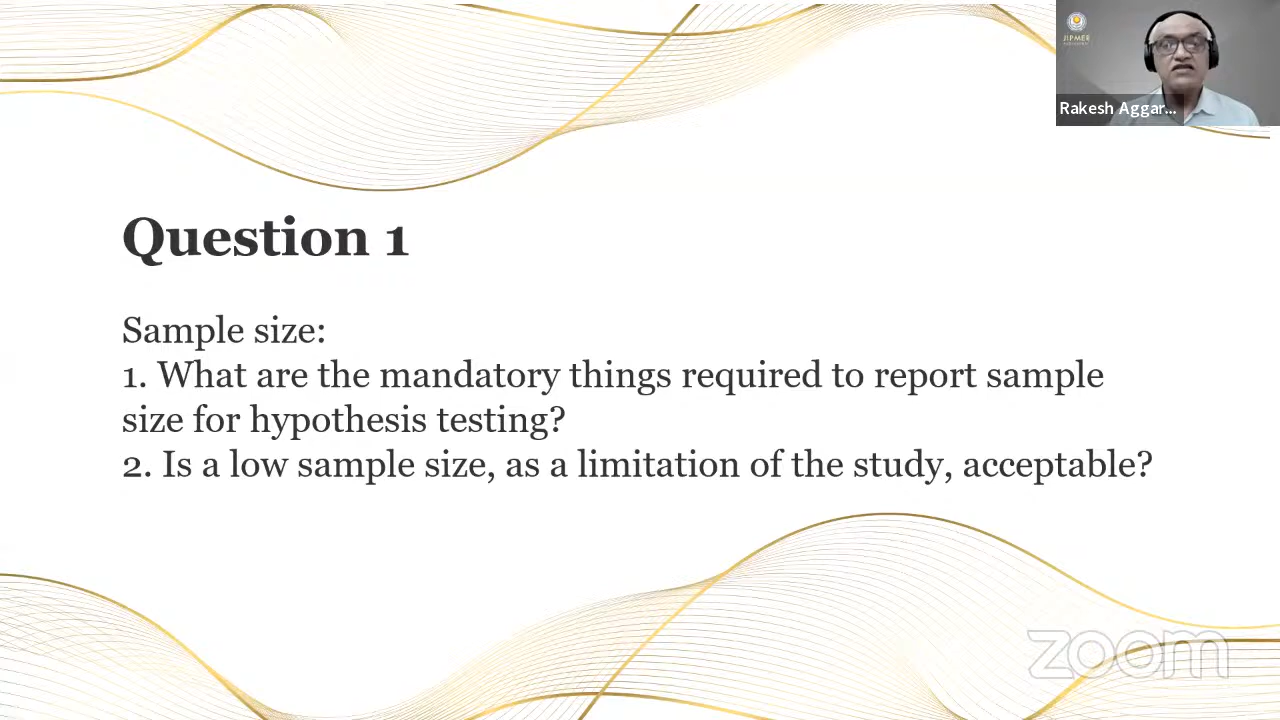 JIPMER
Rakesh Aggar...
Question 1
Sample size:
1. What are the mandatory things required to report sample
size for hypothesis testing?
2. Is a low sample size, as a limitation of the study, acceptable?
zoom